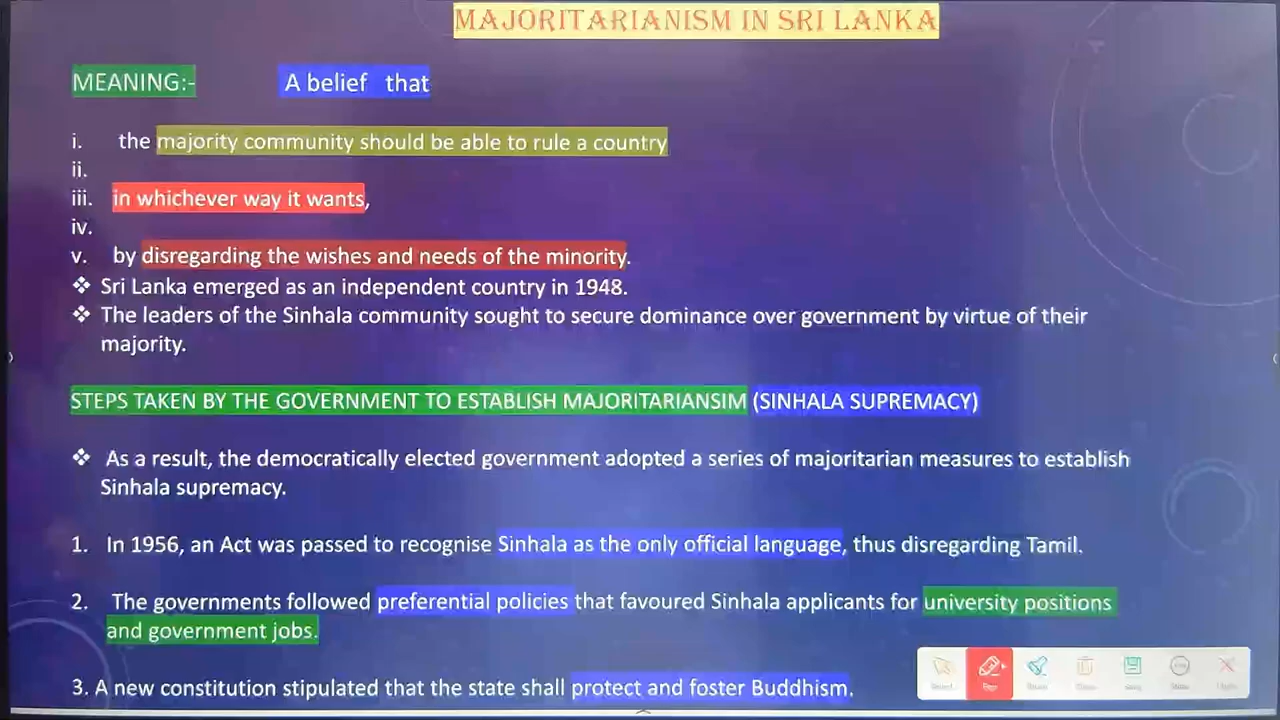 MAJORITARIANISM IN SRI LANKA
MEANING:- A belief that
i. the majority community should be able to rule a country
ii.
iii. in whichever way it wants,
iv.
v. by disregarding the wishes and needs of the minority.
❖ Sri Lanka emerged as an independent country in 1948.
❖ The leaders of the Sinhala community sought to secure dominance over government by virtue of their
majority.
STEPS TAKEN BY THE GOVERNMENT TO ESTABLISH MAJORITARIANSIM (SINHALA SUPREMACY)
❖ As a result, the democratically elected government adopted a series of majoritarian measures to establish
Sinhala supremacy.
1. In 1956, an Act was passed to recognise Sinhala as the only official language, thus disregarding Tamil.
2. The governments followed preferential policies that favoured Sinhala applicants for university positions
and government jobs.
3. A new constitution stipulated that the state shall protect and foster Buddhism.